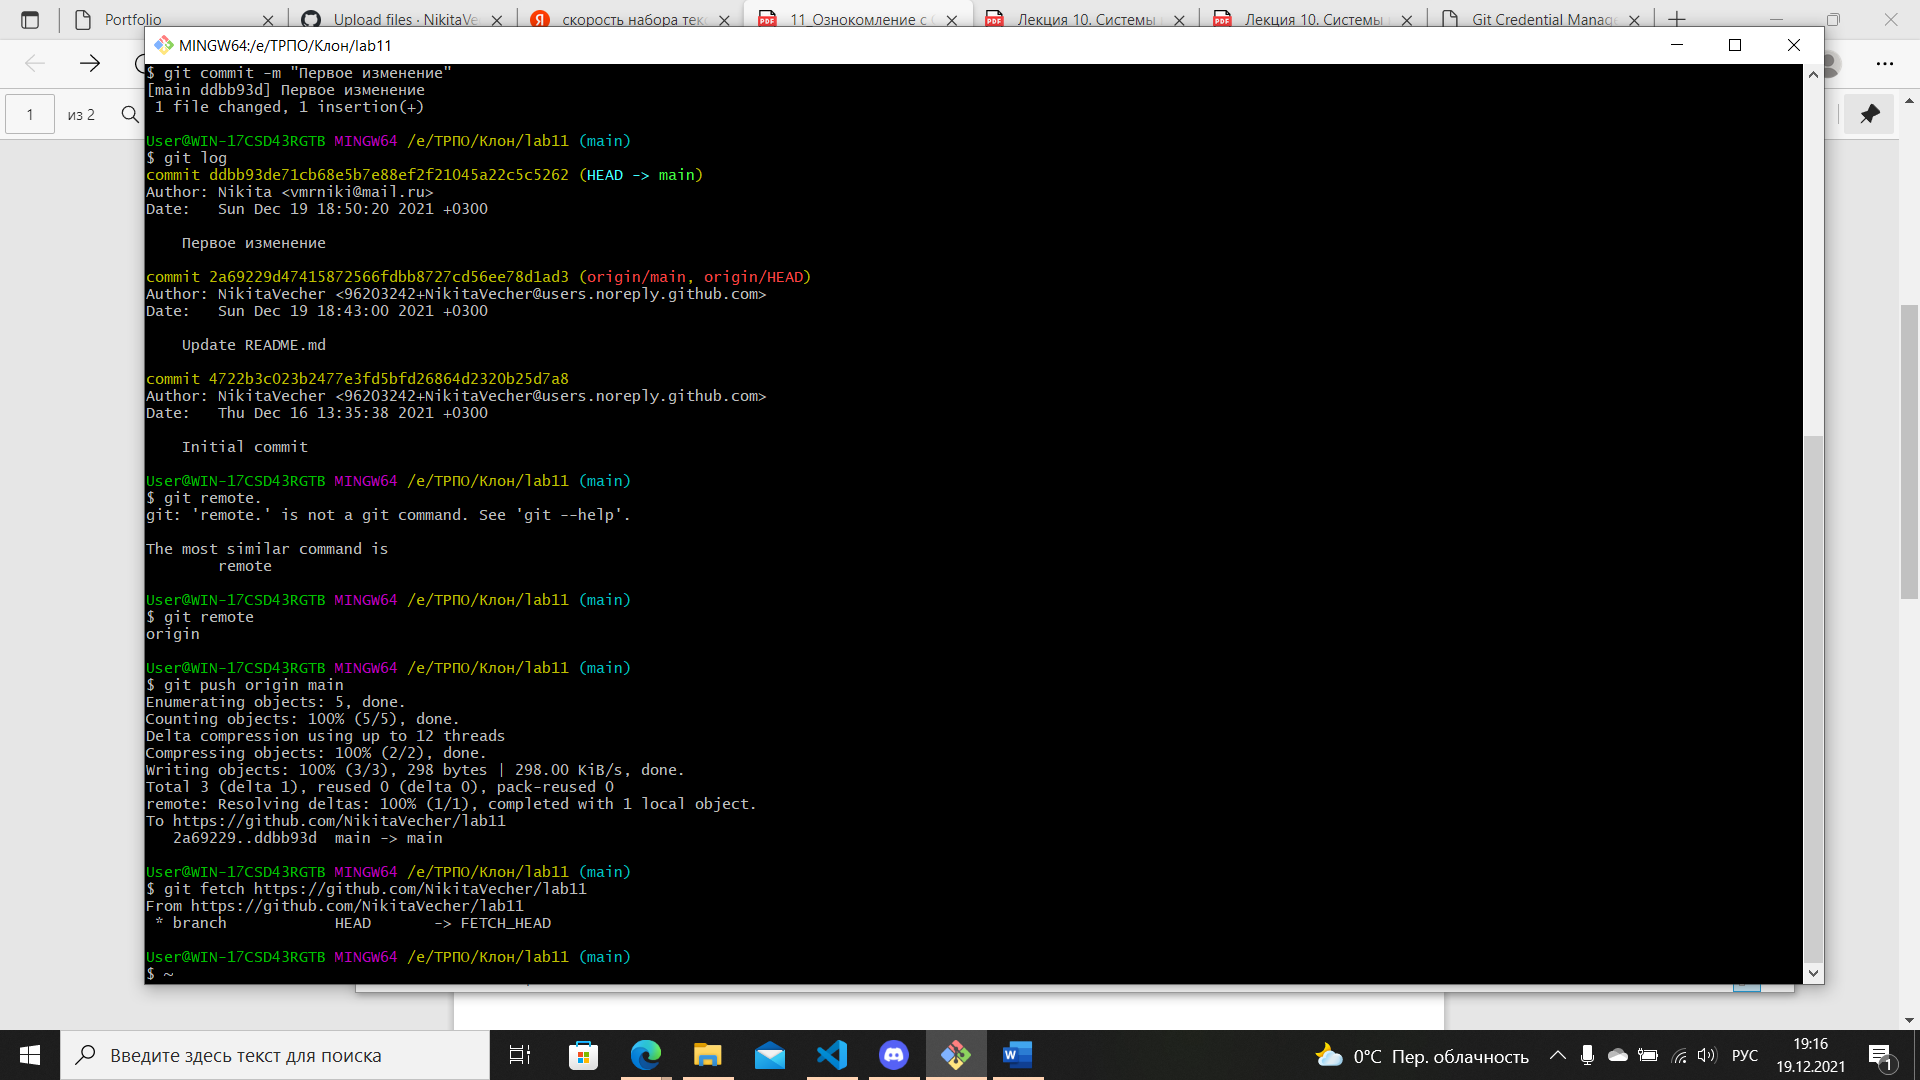 Portfolio
Upload files · NikitaVe
скорость набора тек
11_Ознокомление с
Лекция 10. Системы
Лекция 10. Системы
Git Credential Manag
MINGW64:/e/ТРПО/Клон/lab11
1
из 2
$ git commit -m "Первое изменение"
[main ddbb93d] Первое изменение
 1 file changed, 1 insertion(+)
User@WIN-17CSD43RGTB MINGW64 /e/ТРПО/Клон/lab11 (main)
$ git log
commit ddbb93de71cb68e5b7e88ef2f21045a22c5c5262 (HEAD -> main)
Author: Nikita <vmrniki@mail.ru>
Date:   Sun Dec 19 18:50:20 2021 +0300
    Первое изменение
commit 2a69229d47415872566fdbb8727cd56ee78d1ad3 (origin/main, origin/HEAD)
Author: NikitaVecher <96203242+NikitaVecher@users.noreply.github.com>
Date:   Sun Dec 19 18:43:00 2021 +0300
    Update README.md
commit 4722b3c023b2477e3fd5bfd26864d2320b25d7a8
Author: NikitaVecher <96203242+NikitaVecher@users.noreply.github.com>
Date:   Thu Dec 16 13:35:38 2021 +0300
    Initial commit
User@WIN-17CSD43RGTB MINGW64 /e/ТРПО/Клон/lab11 (main)
$ git remote.
git: 'remote.' is not a git command. See 'git --help'.
The most similar command is
        remote
User@WIN-17CSD43RGTB MINGW64 /e/ТРПО/Клон/lab11 (main)
$ git remote
origin
User@WIN-17CSD43RGTB MINGW64 /e/ТРПО/Клон/lab11 (main)
$ git push origin main
Enumerating objects: 5, done.
Counting objects: 100% (5/5), done.
Delta compression using up to 12 threads
Compressing objects: 100% (2/2), done.
Writing objects: 100% (3/3), 298 bytes | 298.00 KiB/s, done.
Total 3 (delta 1), reused 0 (delta 0), pack-reused 0
remote: Resolving deltas: 100% (1/1), completed with 1 local object.
To https://github.com/NikitaVecher/lab11
   2a69229..ddbb93d  main -> main
User@WIN-17CSD43RGTB MINGW64 /e/ТРПО/Клон/lab11 (main)
$ git fetch https://github.com/NikitaVecher/lab11
From https://github.com/NikitaVecher/lab11
 * branch            HEAD       -> FETCH_HEAD
User@WIN-17CSD43RGTB MINGW64 /e/ТРПО/Клон/lab11 (main)
$ ~
Введите здесь текст для поиска
0°C Пер. облачность
РУС
19:16
19.12.2021
1